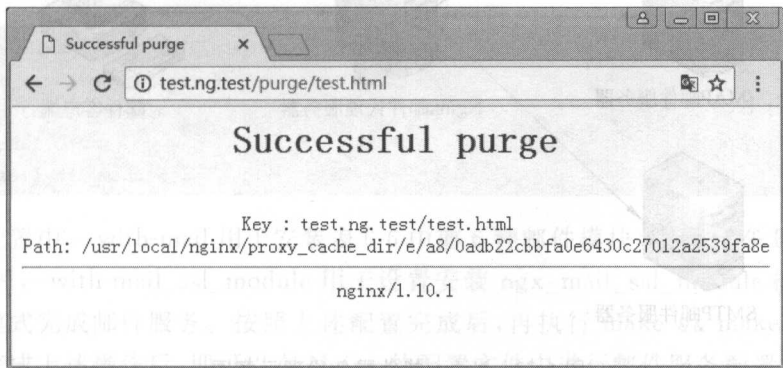 Successful purge
test.ng.test/purge/test.html
Successful purge
Key : test.ng.test/test.html
Path: /usr/local/nginx/proxy_cache_dir/e/a8/0adb22cbbfa0e6430c27012a2539fa8e
nginx/1.10.1